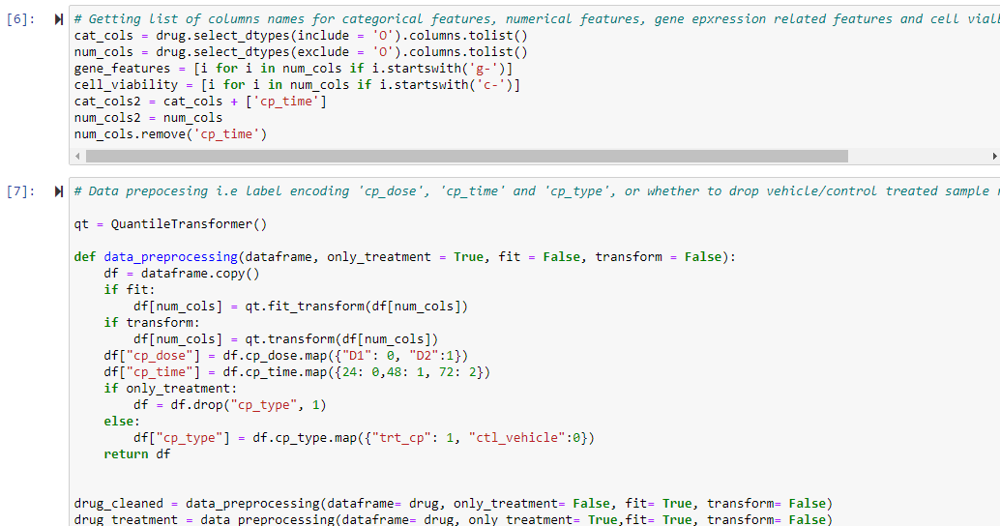 [6]:
# Getting list of columns names for categorical features, numerical features, gene epxression related features and cell
cat_cols = drug.select_dtypes(include = 'O').columns.tolist()
num_cols = drug.select_dtypes(exclude = 'O').columns.tolist()
gene_features = [i for i in num_cols if i.startswith('g-')]
cell_viability = [i for i in num_cols if i.startswith('c-')]
cat_cols2 = cat_cols + ['cp_time']
num_cols2 = num_cols
num_cols.remove('cp_time')
[7]:
# Data prepocesing i.e label encoding 'cp_dose', 'cp_time' and 'cp_type', or whether to drop vehicle/control treated sample
qt = QuantileTransformer()
def data_preprocessing(dataframe, only_treatment = True, fit = False, transform = False):
    df = dataframe.copy()
    if fit:
        df[num_cols] = qt.fit_transform(df[num_cols])
    if transform:
        df[num_cols] = qt.transform(df[num_cols])
    df["cp_dose"] = df.cp_dose.map({"D1": 0, "D2":1})
    df["cp_time"] = df.cp_time.map({24: 0,48: 1, 72: 2})
    if only_treatment:
        df = df.drop("cp_type", 1)
    else:
        df["cp_type"] = df.cp_type.map({"trt_cp": 1, "ctl_vehicle":0})
    return df
drug_cleaned = data_preprocessing(dataframe= drug, only_treatment= False, fit= True, transform= False)
drug_treatment = data_preprocessing(dataframe= drug, only_treatment= True,fit= True, transform= False)